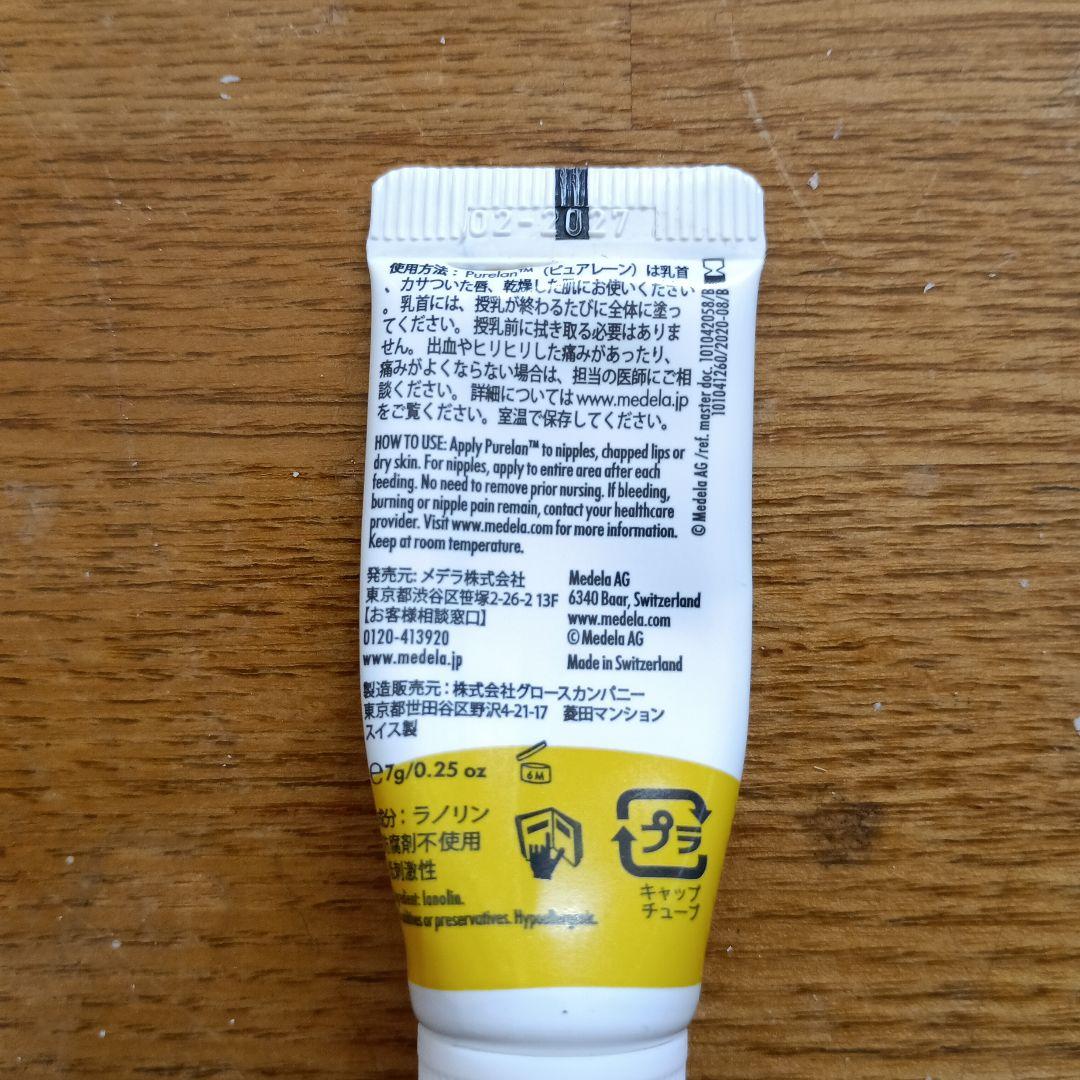 02-2027
使用方法：Purelan™（ピュアレーン）は乳首
、カサついた唇、乾燥した肌にお使いください
。乳首には、授乳が終わるたびに全体に塗っ
てください。授乳前に拭き取る必要はありま
せん。出血やヒリヒリした痛みがあったり、
痛みがよくならない場合は、担当の医師にご相
談ください。詳細についてはwww.medela.jp
をご覧ください。室温で保存してください。
HOW TO USE: Apply Purelan™ to nipples, chapped lips or
dry skin. For nipples, apply to entire area after each
feeding. No need to remove prior nursing. If bleeding,
burning or nipple pain remain, contact your healthcare
provider. Visit www.medela.com for more information.
Keep at room temperature.
© Medela AG /ref. master doc. 101042058/B
101041260/2020-08/B
発売元：メデラ株式会社
東京都渋谷区笹塚2-26-2 13F
【お客様相談窓口】
0120-413920
www.medela.jp
Medela AG
6340 Baar, Switzerland
www.medela.com
© Medela AG
Made in Switzerland
製造販売元：株式会社グロースカンパニー
東京都世田谷区野沢4-21-17 菱田マンション
スイス製
℮7g/0.25 oz
6M
分：ラノリン
腐剤不使用
刺激性
lanolin.
or preservatives. Hypoallergenic.
プラ
キャップ
チューブ